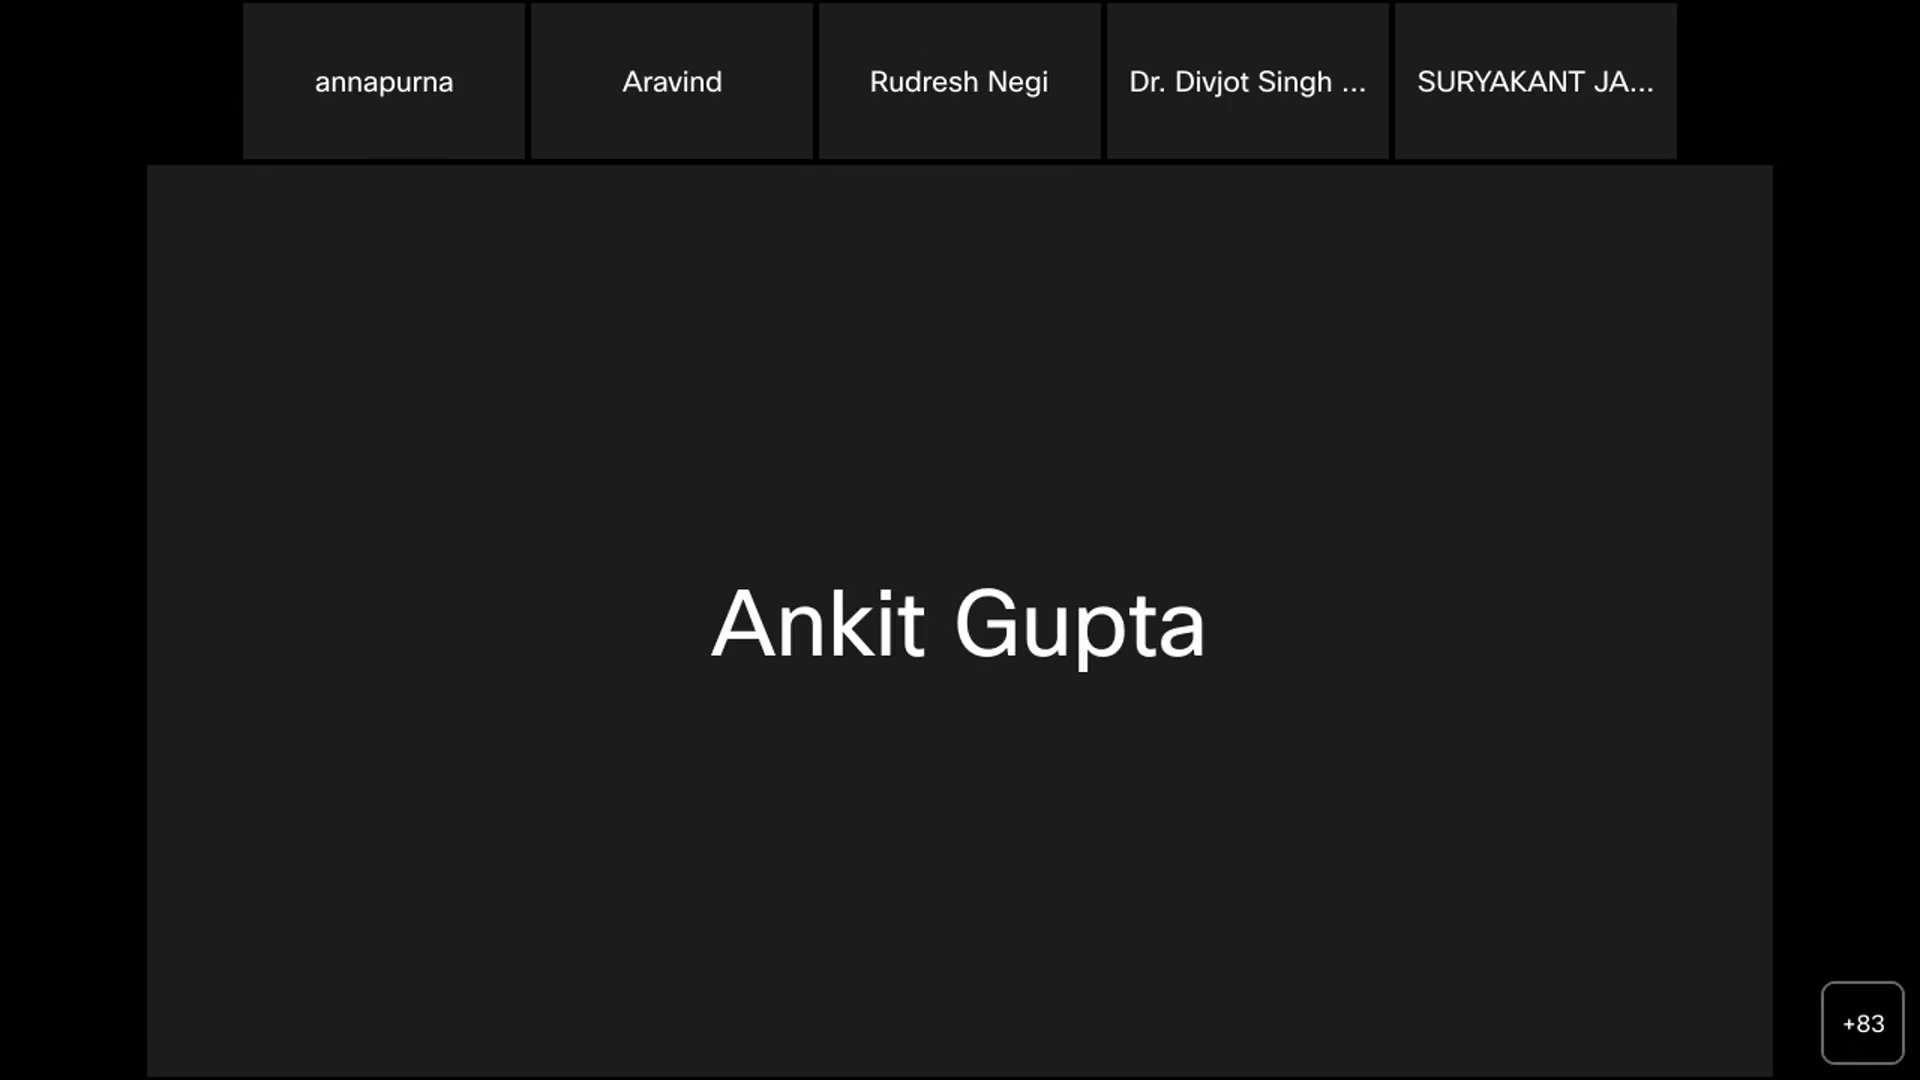 annapurna
Aravind
Rudresh Negi
Dr. Divjot Singh ...
SURYAKANT JA...
Ankit Gupta
+83